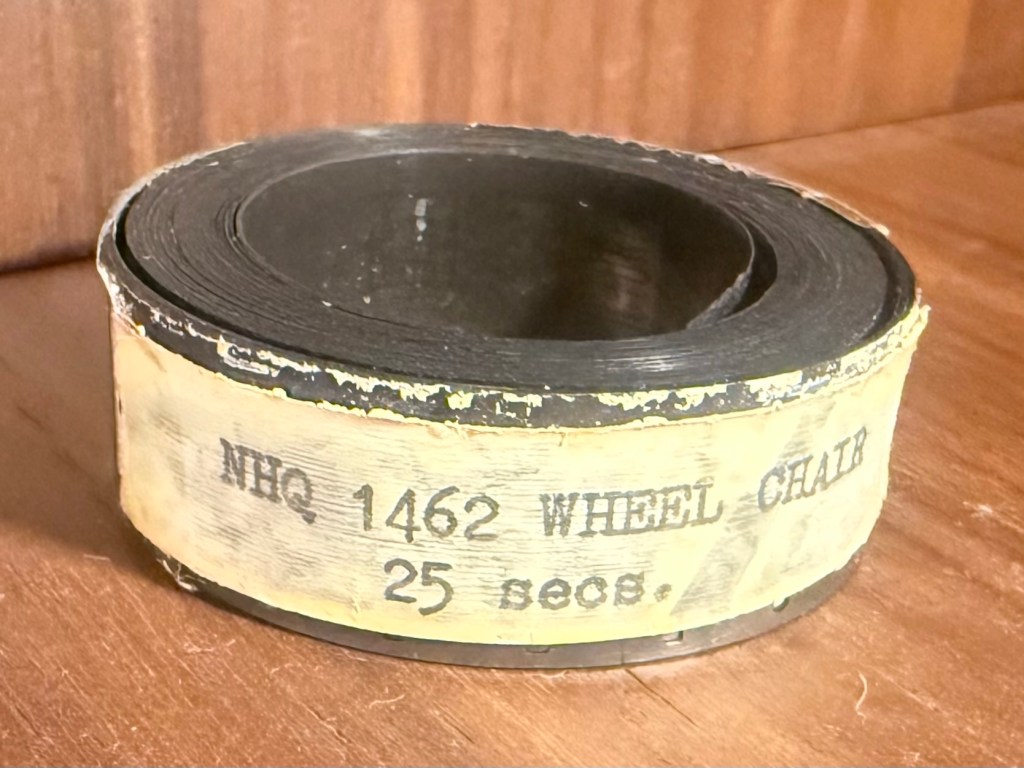 NHQ 1462 WHEEL CHAIR
25 secs.